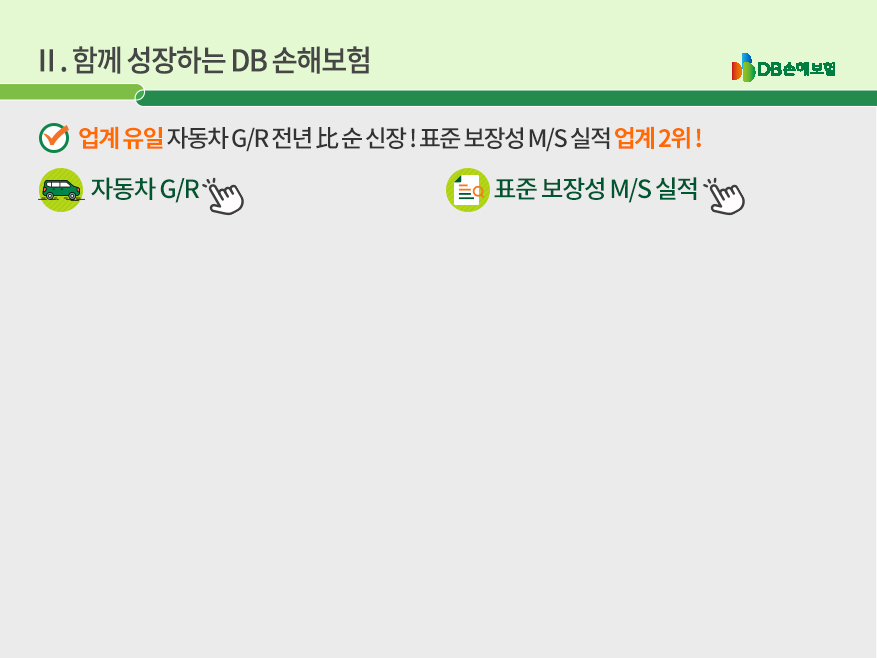 II. 함께 성장하는 DB 손해보험
DB손해보험
업계 유일 자동차 G/R 전년 比 순 신장 ! 표준 보장성 M/S 실적 업계 2위 !
자동차 G/R
표준 보장성 M/S 실적